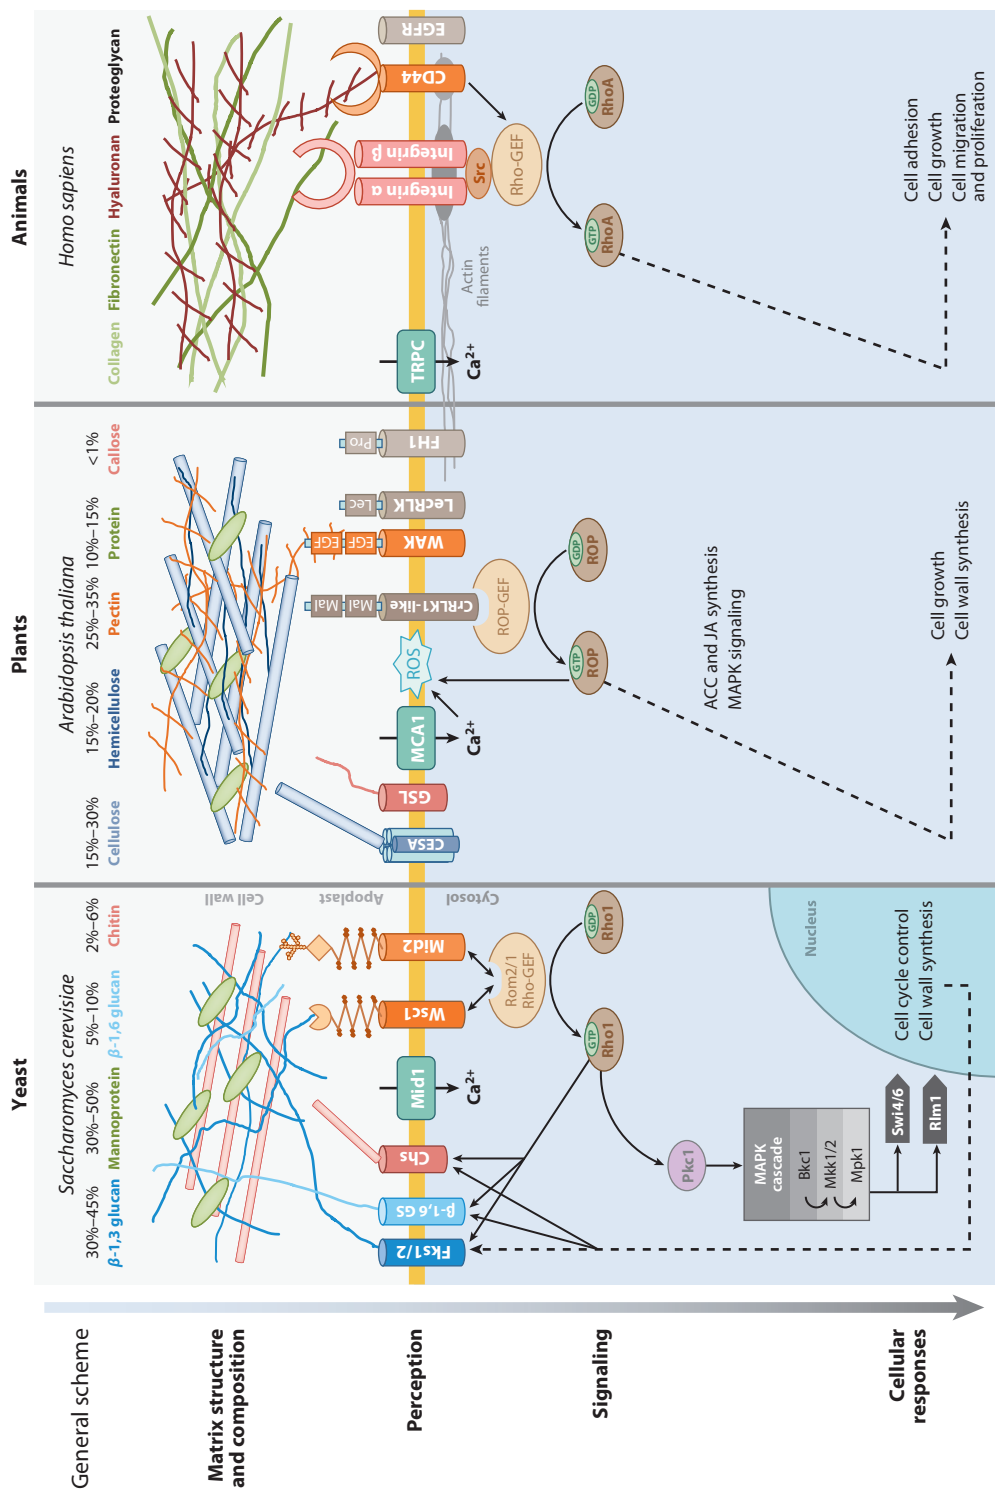 General scheme
Yeast
Plants
Animals
Saccharomyces cerevisiae
Arabidopsis thaliana
Homo sapiens
Matrix structure
and composition
30%–45%
30%–50%
5%–10%
2%–6%
β-1,3 glucan
Mannoprotein
β-1,6 glucan
Chitin
15%–30%
15%–20%
25%–35%
10%–15%
<1%
Cellulose
Hemicellulose
Pectin
Protein
Callose
Collagen
Fibronectin
Hyaluronan
Proteoglycan
Cell wall
Apoplast
Cytosol
Perception
Fks1/2
β-1,6 GS
Chs
Mid1
Ca2+
Wsc1
Mid2
CESA
GSL
MCA1
Ca2+
ROS
Mal
Mal
CrRLK1-like
EGF
EGF
WAK
Lec
LecRLK
Pro
FH1
TRPC
Ca2+
Actin
filaments
Integrin α
Integrin β
CD44
EGFR
Src
Signaling
Rom2/1
Rho-GEF
GTP
Rho1
GDP
Rho1
Pkc1
MAPK
cascade
Bkc1
Mkk1/2
Mpk1
ROP-GEF
GTP
ROP
GDP
ROP
ACC and JA synthesis
MAPK signaling
Rho-GEF
GTP
RhoA
GDP
RhoA
Cellular
responses
Swi4/6
Rlm1
Nucleus
Cell cycle control
Cell wall synthesis
Cell growth
Cell wall synthesis
Cell adhesion
Cell growth
Cell migration
and proliferation